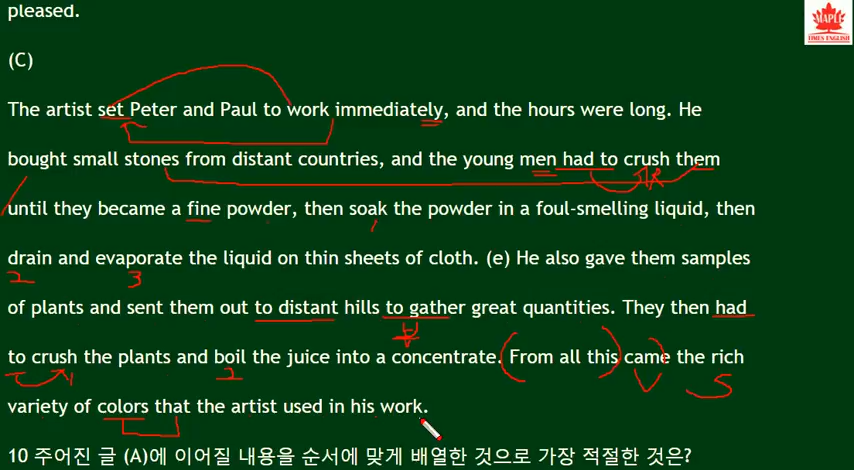 pleased.
MAPLE
TIMES ENGLISH
(C)
The artist set Peter and Paul to work immediately, and the hours were long. He
bought small stones from distant countries, and the young men had to crush them
until they became a fine powder, then soak the powder in a foul-smelling liquid, then
drain and evaporate the liquid on thin sheets of cloth. (e) He also gave them samples
of plants and sent them out to distant hills to gather great quantities. They then had
to crush the plants and boil the juice into a concentrate. From all this came the rich
variety of colors that the artist used in his work.
10 주어진 글 (A)에 이어질 내용을 순서에 맞게 배열한 것으로 가장 적절한 것은?